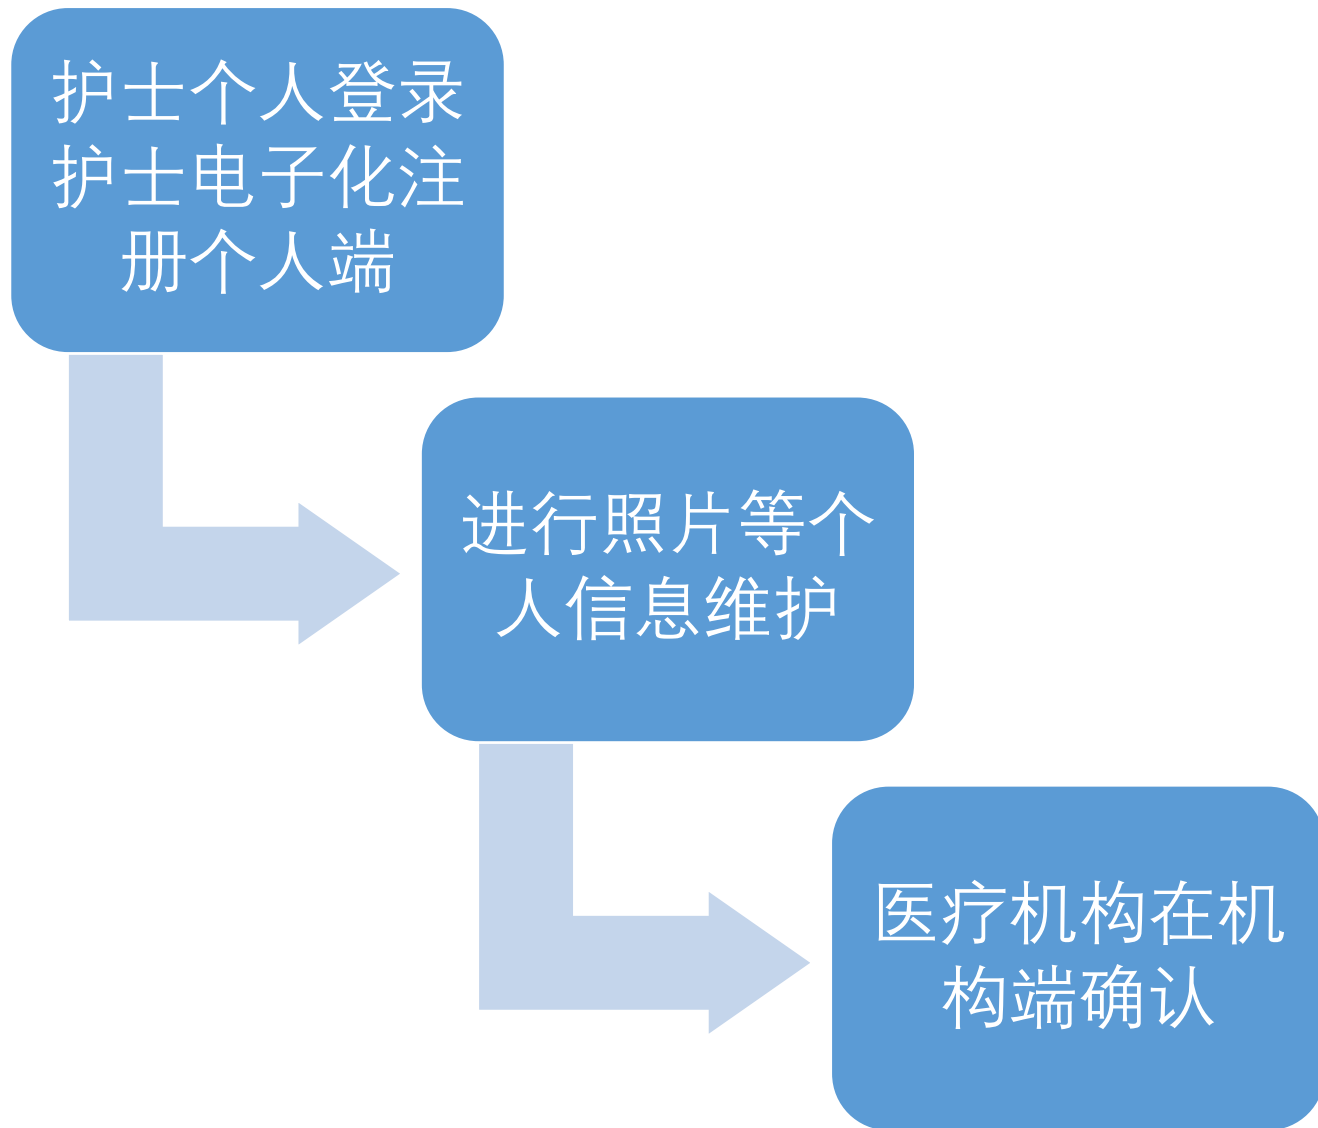 护士个人登录
护士电子化注
册个人端
进行照片等个
人信息维护
医疗机构在机
构端确认